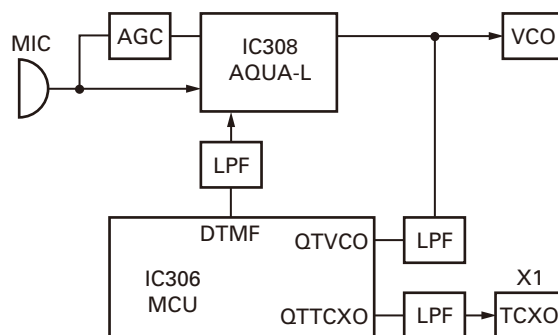 MIC
AGC
IC308
AQUA-L
VCO
LPF
DTMF
QTVCO
LPF
IC306
MCU
X1
QTTCXO
LPF
TCXO